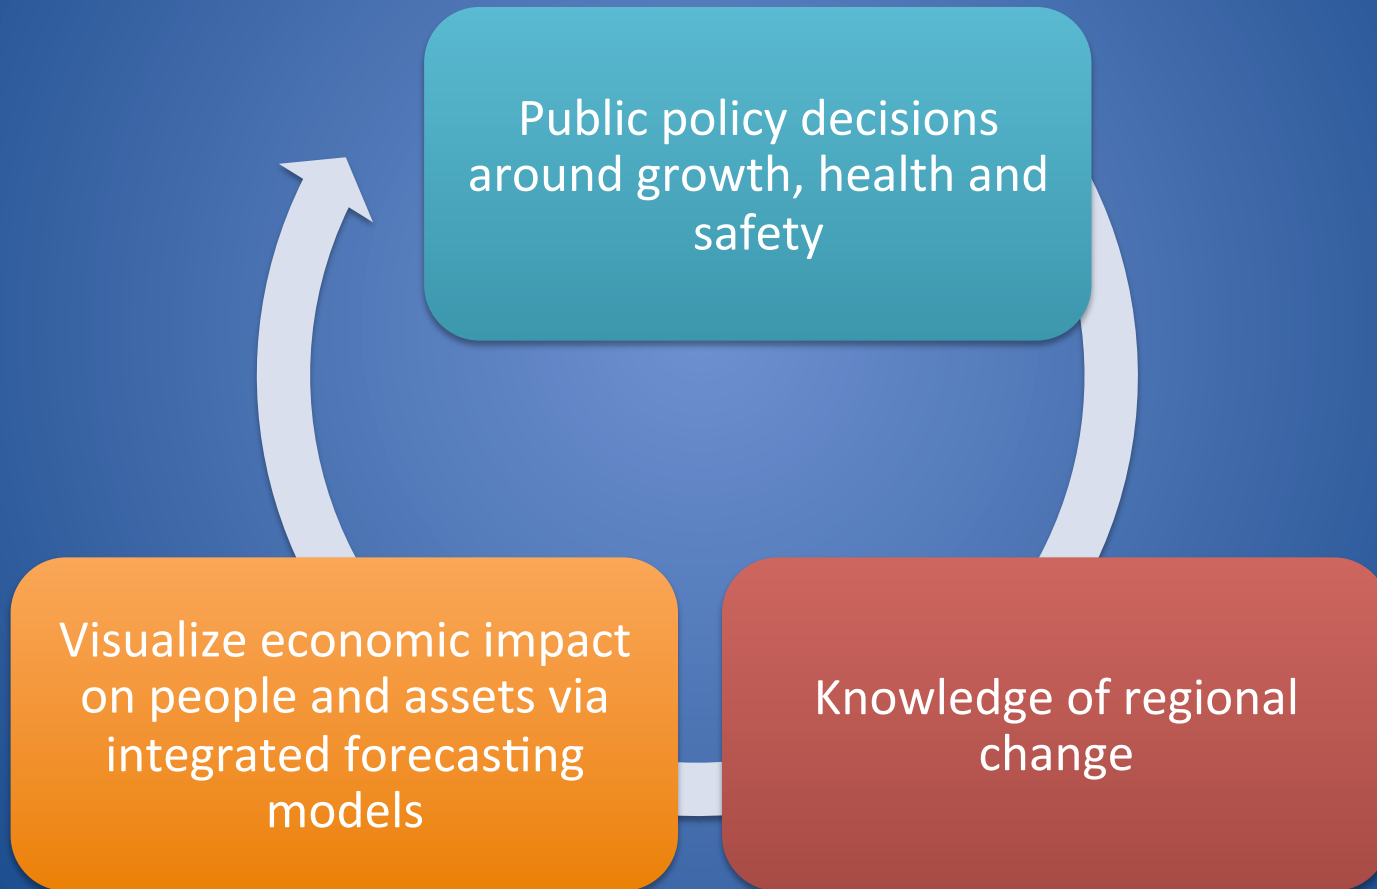 Public policy decisions
around growth, health and
safety
Visualize economic impact
on people and assets via
integrated forecasting
models
Knowledge of regional
change